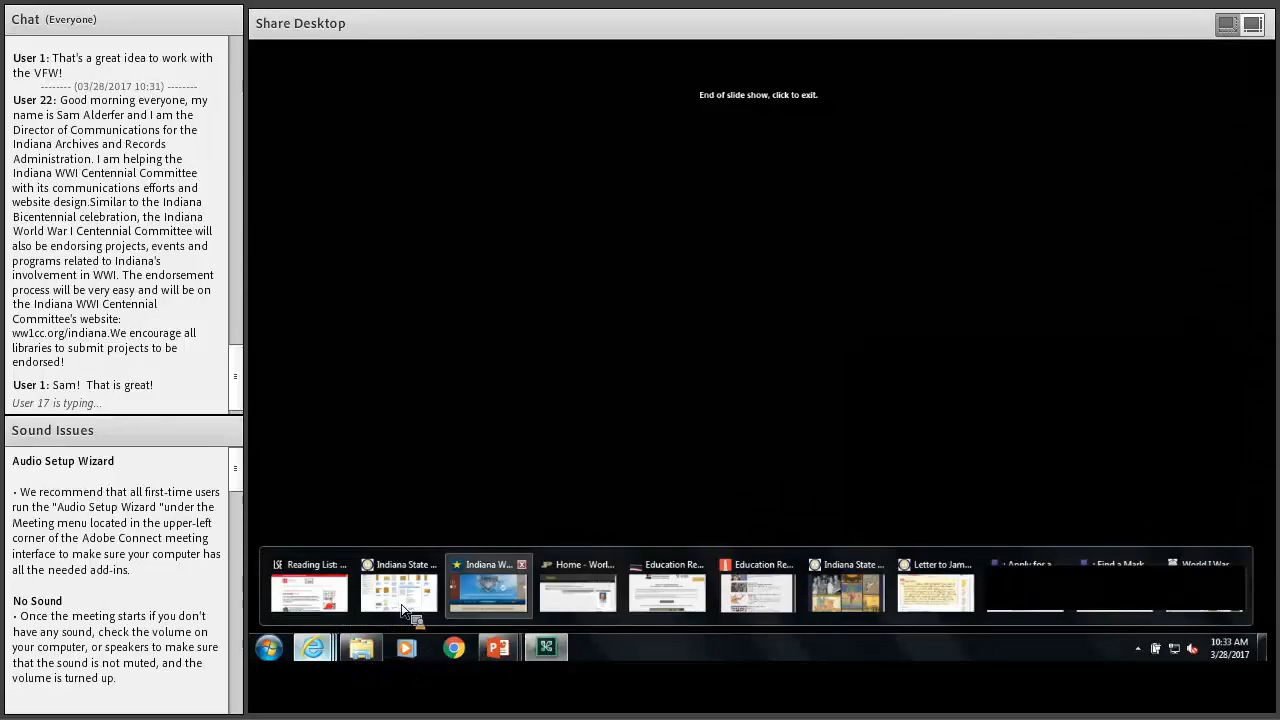 Chat (Everyone)
User 1: That's a great idea to work with
the VFW!
-------- (03/28/2017 10:31) --------
User 22: Good morning everyone, my
name is Sam Alderfer and I am the
Director of Communications for the
Indiana Archives and Records
Administration. I am helping the
Indiana WWI Centennial Committee
with its communications efforts and
website design.Similar to the Indiana
Bicentennial celebration, the Indiana
World War I Centennial Committee will
also be endorsing projects, events and
programs related to Indiana's
involvement in WWI. The endorsement
process will be very easy and will be on
the Indiana WWI Centennial
Committee's website:
ww1cc.org/indiana.We encourage all
libraries to submit projects to be
endorsed!
User 1: Sam!  That is great!
User 17 is typing...
Sound Issues
Audio Setup Wizard
• We recommend that all first-time users
run the "Audio Setup Wizard "under the
Meeting menu located in the upper-left
corner of the Adobe Connect meeting
interface to make sure your computer has
all the needed add-ins.
No Sound
• Once the meeting starts if you don't
have any sound, check the volume on
your computer, or speakers to make sure
that the sound is not muted, and the
volume is turned up.
Share Desktop
End of slide show, click to exit.
Reading List: ...
Indiana State ...
Indiana W...
Home - Worl...
Education Re...
Education Re...
Indiana State ...
Letter to Jam...
: Apply for a
: Find a Mark
World I War
10:33 AM
3/28/2017